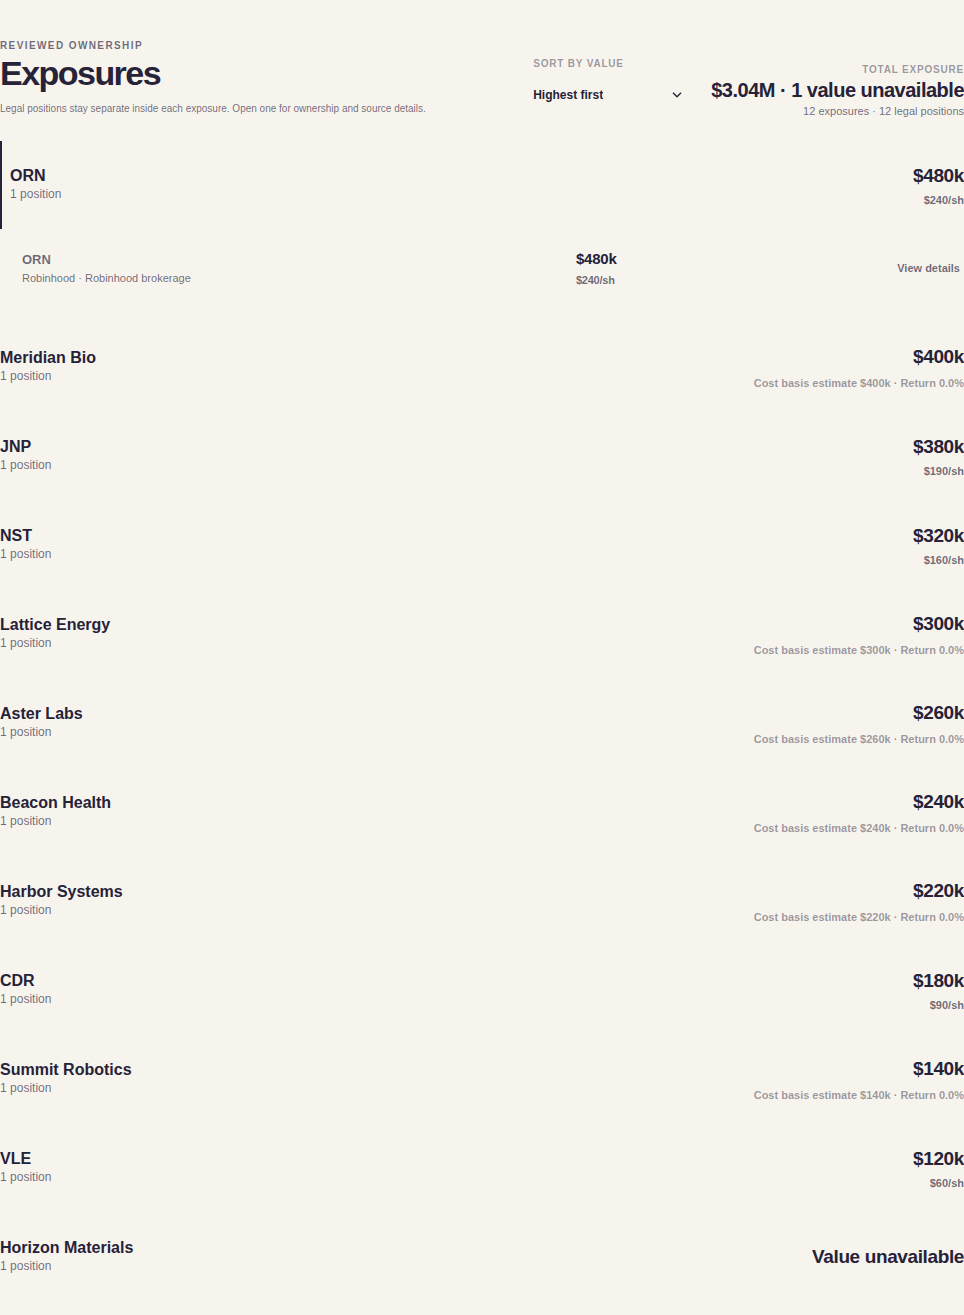 REVIEWED OWNERSHIP
Exposures
Legal positions stay separate inside each exposure. Open one for ownership and source details.
SORT BY VALUE
Highest first
TOTAL EXPOSURE
$3.04M · 1 value unavailable
12 exposures · 12 legal positions
ORN
1 position
$480k
$240/sh
ORN
Robinhood · Robinhood brokerage
$480k
$240/sh
View details
Meridian Bio
1 position
$400k
Cost basis estimate $400k · Return 0.0%
JNP
1 position
$380k
$190/sh
NST
1 position
$320k
$160/sh
Lattice Energy
1 position
$300k
Cost basis estimate $300k · Return 0.0%
Aster Labs
1 position
$260k
Cost basis estimate $260k · Return 0.0%
Beacon Health
1 position
$240k
Cost basis estimate $240k · Return 0.0%
Harbor Systems
1 position
$220k
Cost basis estimate $220k · Return 0.0%
CDR
1 position
$180k
$90/sh
Summit Robotics
1 position
$140k
Cost basis estimate $140k · Return 0.0%
VLE
1 position
$120k
$60/sh
Horizon Materials
1 position
Value unavailable